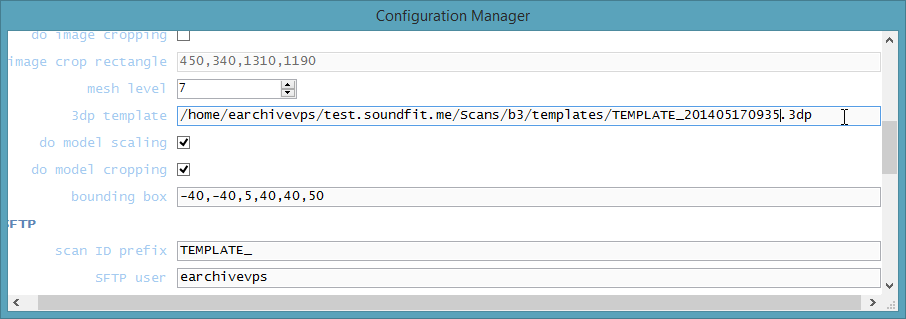 Configuration Manager
do image cropping
image crop rectangle 450,340,1310,1190
mesh level 7
3dp template /home/earchivevps/test.soundfit.me/Scans/b3/templates/TEMPLATE_201405170935.3dp
do model scaling
do model cropping
bounding box -40,-40,5,40,40,50
SFTP
scan ID prefix TEMPLATE_
SFTP user earchivevps